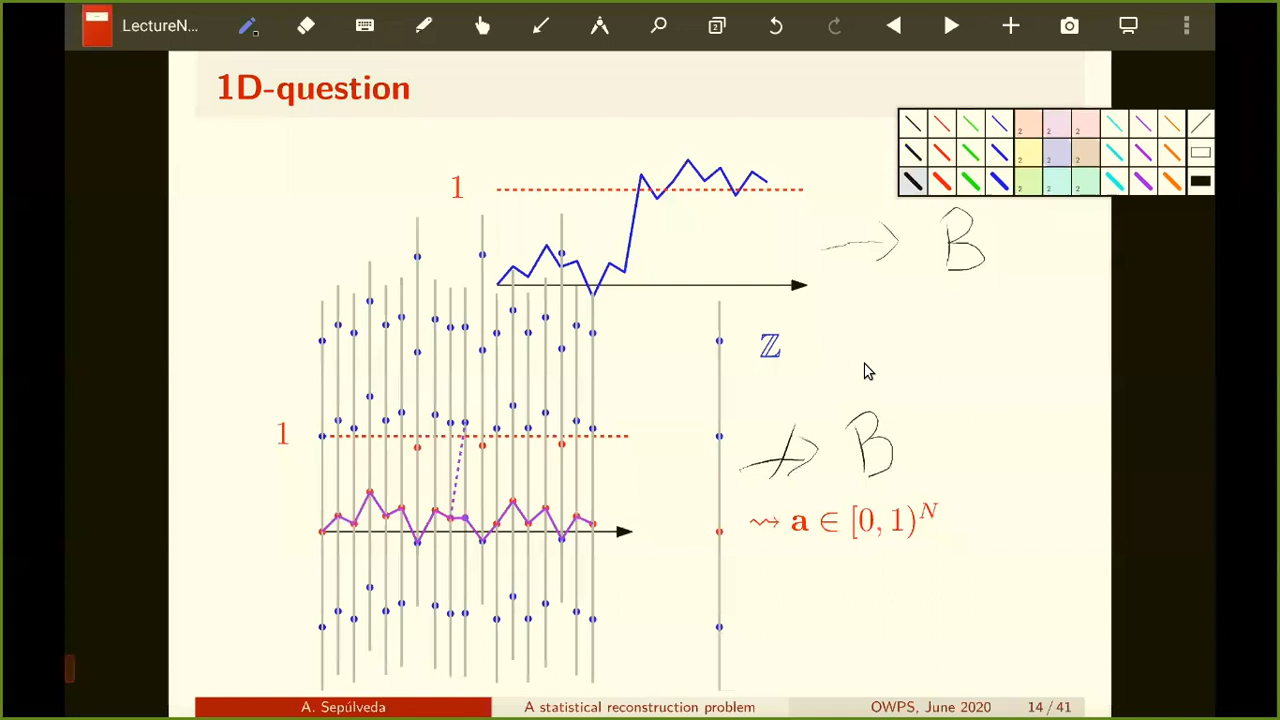 LectureN...
1D-question
1
→ B
ℤ
1
↛ B
⇝ a ∈ [0, 1)^N
A. Sepúlveda
A statistical reconstruction problem
OWPS, June 2020
14 / 41